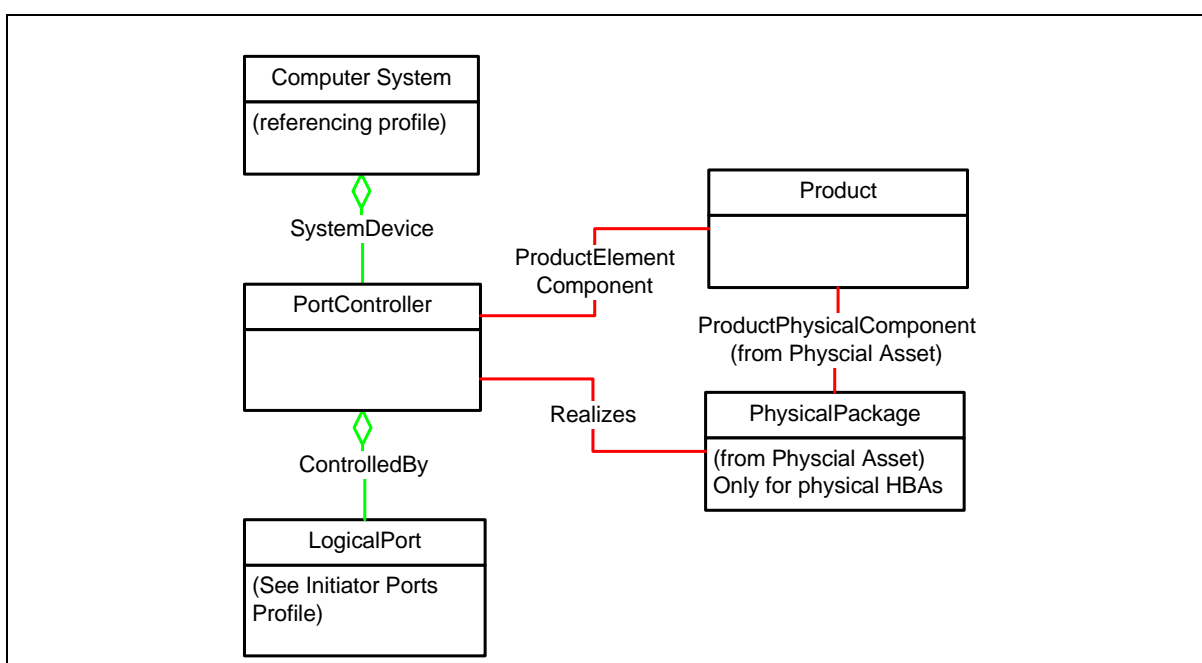 Computer System
(referencing profile)
SystemDevice
PortController
ProductElement
Component
Product
ProductPhysicalComponent
(from Physcial Asset)
Realizes
PhysicalPackage
(from Physcial Asset)
Only for physical HBAs
ControlledBy
LogicalPort
(See Initiator Ports
Profile)